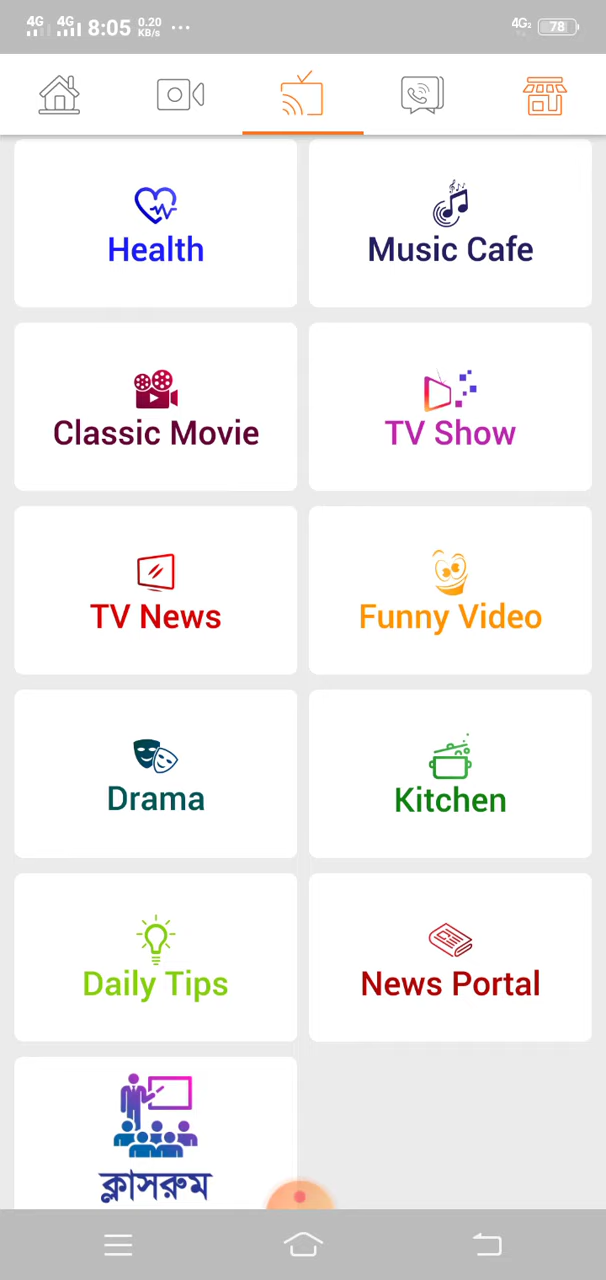 4G 4G 8:05 0.20 KB/s ... 4G2 78
Health Music Cafe
Classic Movie TV Show
TV News Funny Video
Drama Kitchen
Daily Tips News Portal
ক্লাসরুম